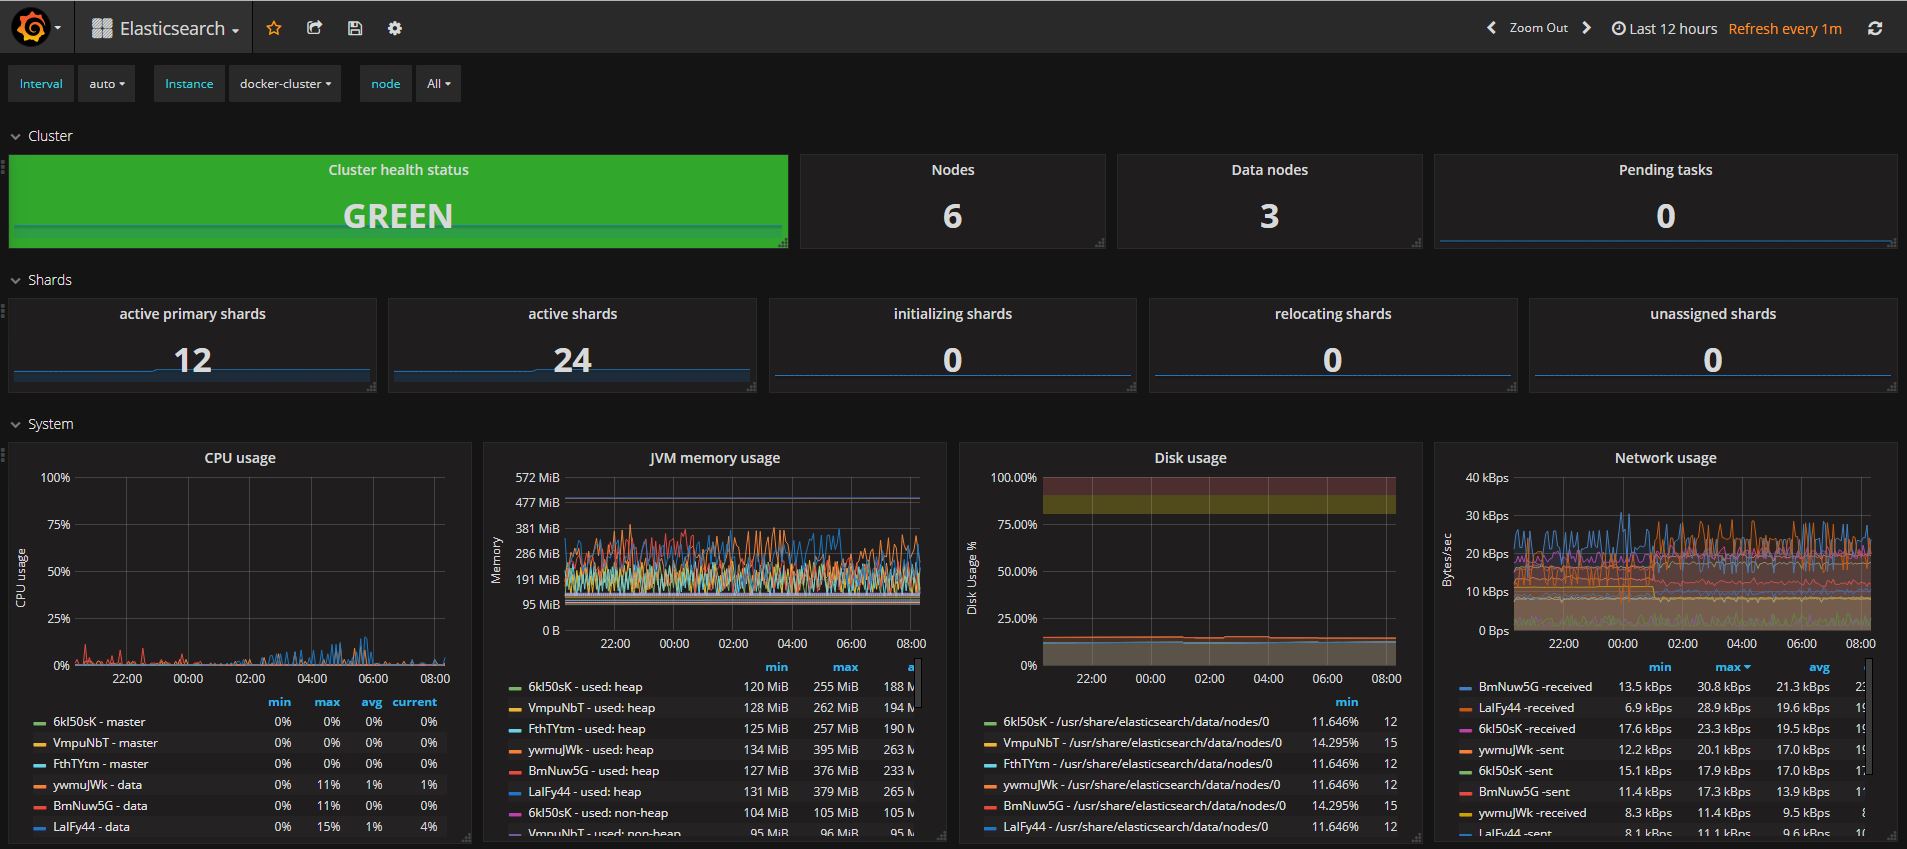 Elasticsearch
Zoom Out
Last 12 hours
Refresh every 1m
Interval auto
Instance docker-cluster
node All
Cluster
Cluster health status
GREEN
Nodes
6
Data nodes
3
Pending tasks
0
Shards
active primary shards
12
active shards
24
initializing shards
0
relocating shards
0
unassigned shards
0
System
CPU usage
CPU usage
100%
75%
50%
25%
0%
22:00 00:00 02:00 04:00 06:00 08:00
min max avg current
6kI50sK - master 0% 0% 0% 0%
VmpuNbT - master 0% 0% 0% 0%
FthTYtm - master 0% 0% 0% 0%
ywmuJWk - data 0% 11% 1% 1%
BmNuw5G - data 0% 11% 0% 0%
LalFy44 - data 0% 15% 1% 4%
JVM memory usage
Memory
572 MiB
477 MiB
381 MiB
286 MiB
191 MiB
95 MiB
0 B
22:00 00:00 02:00 04:00 06:00 08:00
min max
6kI50sK - used: heap 120 MiB 255 MiB 188 M
VmpuNbT - used: heap 128 MiB 262 MiB 194 M
FthTYtm - used: heap 125 MiB 257 MiB 190 M
ywmuJWk - used: heap 134 MiB 395 MiB 263 M
BmNuw5G - used: heap 127 MiB 376 MiB 233 M
LalFy44 - used: heap 131 MiB 379 MiB 265 M
6kI50sK - used: non-heap 104 MiB 105 MiB 105 M
VmpuNbT - used: non-heap 95 MiB 96 MiB 95 M
Disk usage
Disk Usage %
100.00%
75.00%
50.00%
25.00%
0%
22:00 00:00 02:00 04:00 06:00 08:00
min
6kI50sK - /usr/share/elasticsearch/data/nodes/0 11.646% 12
VmpuNbT - /usr/share/elasticsearch/data/nodes/0 14.295% 15
FthTYtm - /usr/share/elasticsearch/data/nodes/0 11.646% 12
ywmuJWk - /usr/share/elasticsearch/data/nodes/0 11.646% 12
BmNuw5G - /usr/share/elasticsearch/data/nodes/0 14.295% 15
LalFy44 - /usr/share/elasticsearch/data/nodes/0 11.646% 12
Network usage
Bytes/sec
40 kBps
30 kBps
20 kBps
10 kBps
0 Bps
22:00 00:00 02:00 04:00 06:00 08:00
min max avg
BmNuw5G -received 13.5 kBps 30.8 kBps 21.3 kBps
LalFy44 -received 6.9 kBps 28.9 kBps 19.6 kBps
6kI50sK -received 17.6 kBps 23.3 kBps 19.5 kBps
ywmuJWk -sent 12.2 kBps 20.1 kBps 17.0 kBps
6kI50sK -sent 15.1 kBps 17.9 kBps 17.0 kBps
BmNuw5G -sent 11.4 kBps 17.3 kBps 13.9 kBps
ywmuJWk -received 8.3 kBps 11.4 kBps 9.5 kBps
LalFy44 -sent 8.1 kBps 11.1 kBps 9.6 kBps